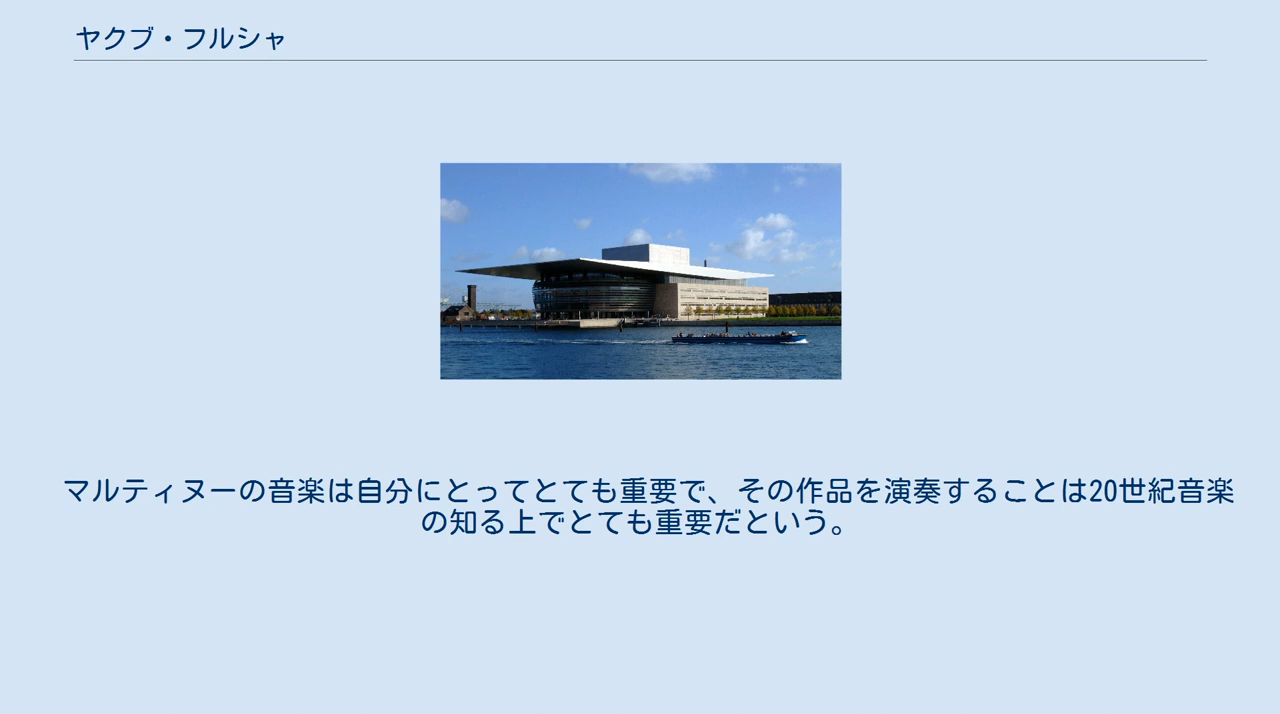 ヤクブ・フルシャ
マルティヌーの音楽は自分にとってとても重要で、その作品を演奏することは20世紀音楽
の知る上でとても重要だという。